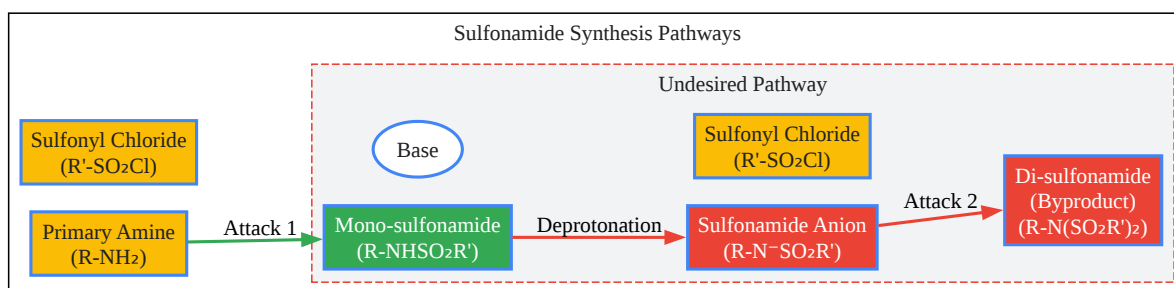 Sulfonamide Synthesis Pathways
Undesired Pathway
Sulfonyl Chloride
(R'-SO₂Cl)
Base
Sulfonyl Chloride
(R'-SO₂Cl)
Primary Amine
(R-NH₂)
Attack 1
Mono-sulfonamide
(R-NHSO₂R')
Deprotonation
Sulfonamide Anion
(R-N⁻SO₂R')
Attack 2
Di-sulfonamide
(Byproduct)
(R-N(SO₂R')₂)